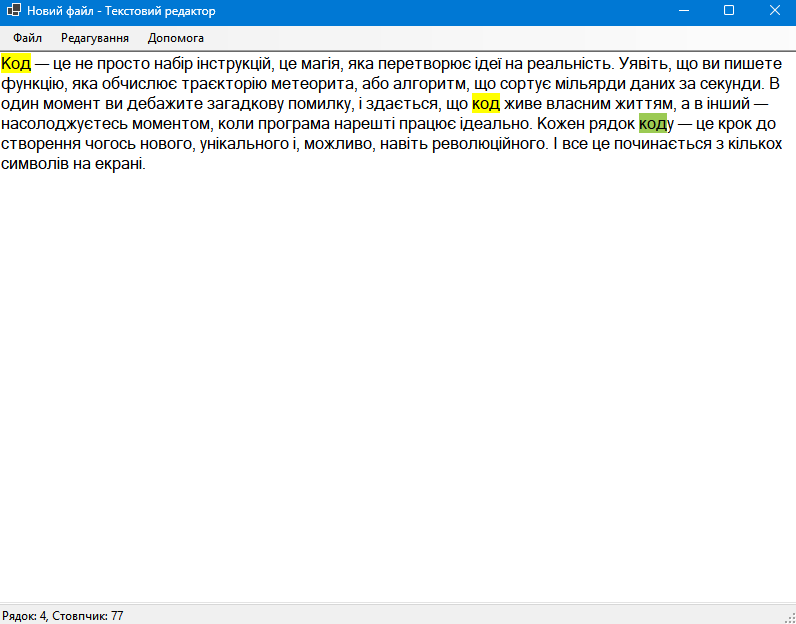 Новий файл - Текстовий редактор
Файл Редагування Допомога
Код — це не просто набір інструкцій, це магія, яка перетворює ідеї на реальність. Уявіть, що ви пишете
функцію, яка обчислює траєкторію метеорита, або алгоритм, що сортує мільярди даних за секунди. В
один момент ви дебажите загадкову помилку, і здається, що код живе власним життям, а в інший —
насолоджуєтесь моментом, коли програма нарешті працює ідеально. Кожен рядок коду — це крок до
створення чогось нового, унікального і, можливо, навіть революційного. І все це починається з кількох
символів на екрані.
Рядок: 4, Стовпчик: 77